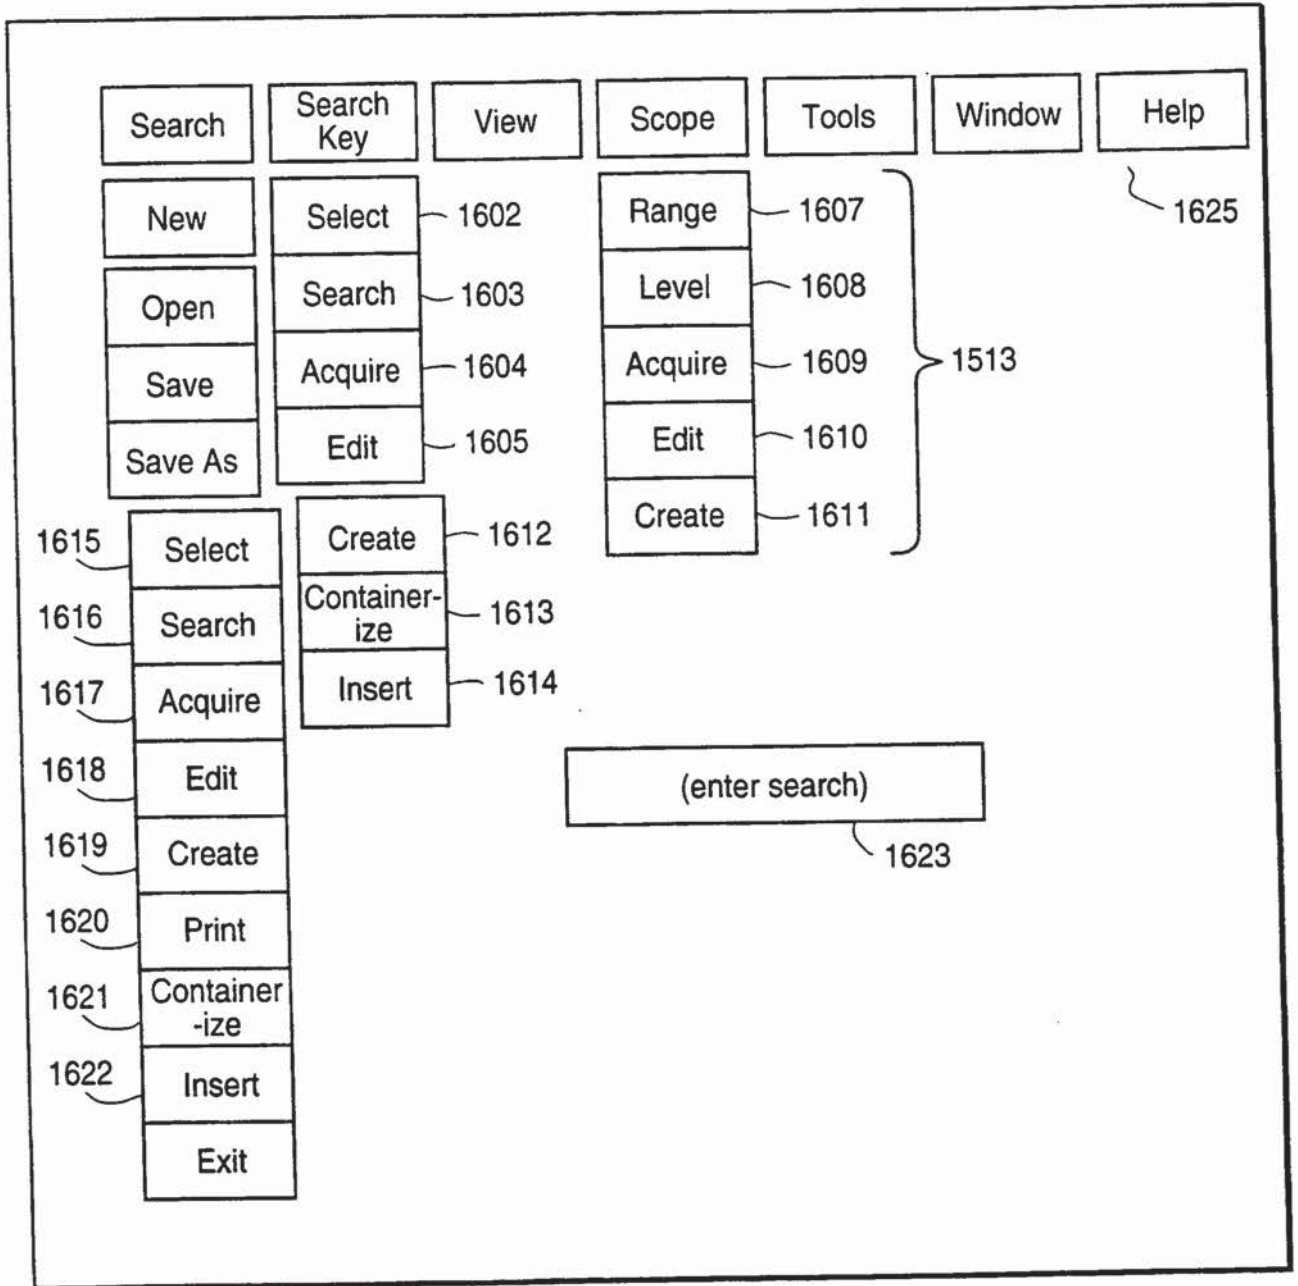 Search
Search
Key
View
Scope
Tools
Window
Help
1625
New
Open
Save
Save As
Select 1602
Search 1603
Acquire 1604
Edit 1605
Range 1607
Level 1608
Acquire 1609
Edit 1610
Create 1611
1513
Create 1612
Container-
ize 1613
Insert 1614
1615 Select
1616 Search
1617 Acquire
1618 Edit
1619 Create
1620 Print
1621 Container
-ize
1622 Insert
Exit
(enter search)
1623